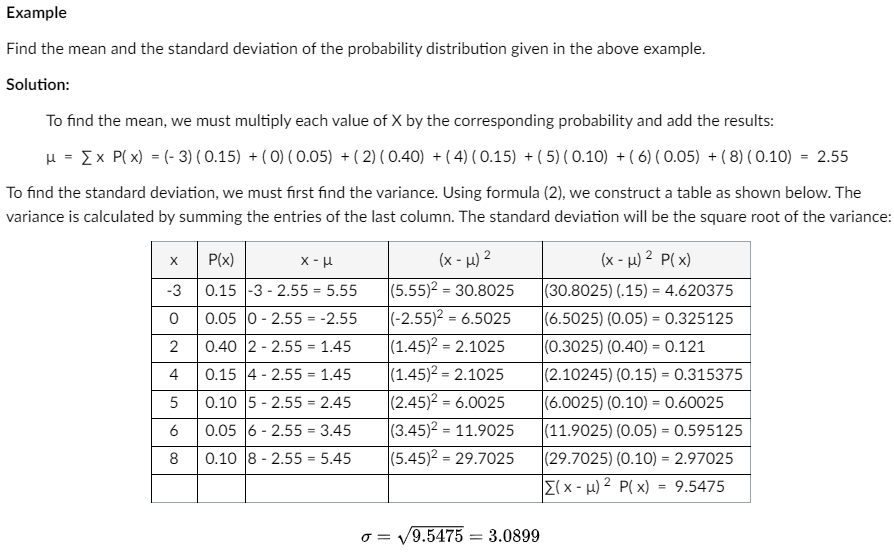 Example
Find the mean and the standard deviation of the probability distribution given in the above example.
Solution:
To find the mean, we must multiply each value of X by the corresponding probability and add the results:
μ = ∑ x P( x) = (- 3) ( 0.15) + ( 0) ( 0.05) + ( 2) ( 0.40) + ( 4) ( 0.15) + ( 5) ( 0.10) + ( 6) ( 0.05) + ( 8) ( 0.10) = 2.55
To find the standard deviation, we must first find the variance. Using formula (2), we construct a table as shown below. The
variance is calculated by summing the entries of the last column. The standard deviation will be the square root of the variance:
x P(x) x - μ (x - μ) ² (x - μ) ² P( x)
-3 0.15 -3 - 2.55 = 5.55 (5.55)² = 30.8025 (30.8025) (.15) = 4.620375
0 0.05 0 - 2.55 = -2.55 (-2.55)² = 6.5025 (6.5025) (0.05) = 0.325125
2 0.40 2 - 2.55 = 1.45 (1.45)² = 2.1025 (0.3025) (0.40) = 0.121
4 0.15 4 - 2.55 = 1.45 (1.45)² = 2.1025 (2.10245) (0.15) = 0.315375
5 0.10 5 - 2.55 = 2.45 (2.45)² = 6.0025 (6.0025) (0.10) = 0.60025
6 0.05 6 - 2.55 = 3.45 (3.45)² = 11.9025 (11.9025) (0.05) = 0.595125
8 0.10 8 - 2.55 = 5.45 (5.45)² = 29.7025 (29.7025) (0.10) = 2.97025
∑( x - μ) ² P( x) = 9.5475
σ = √9.5475 = 3.0899